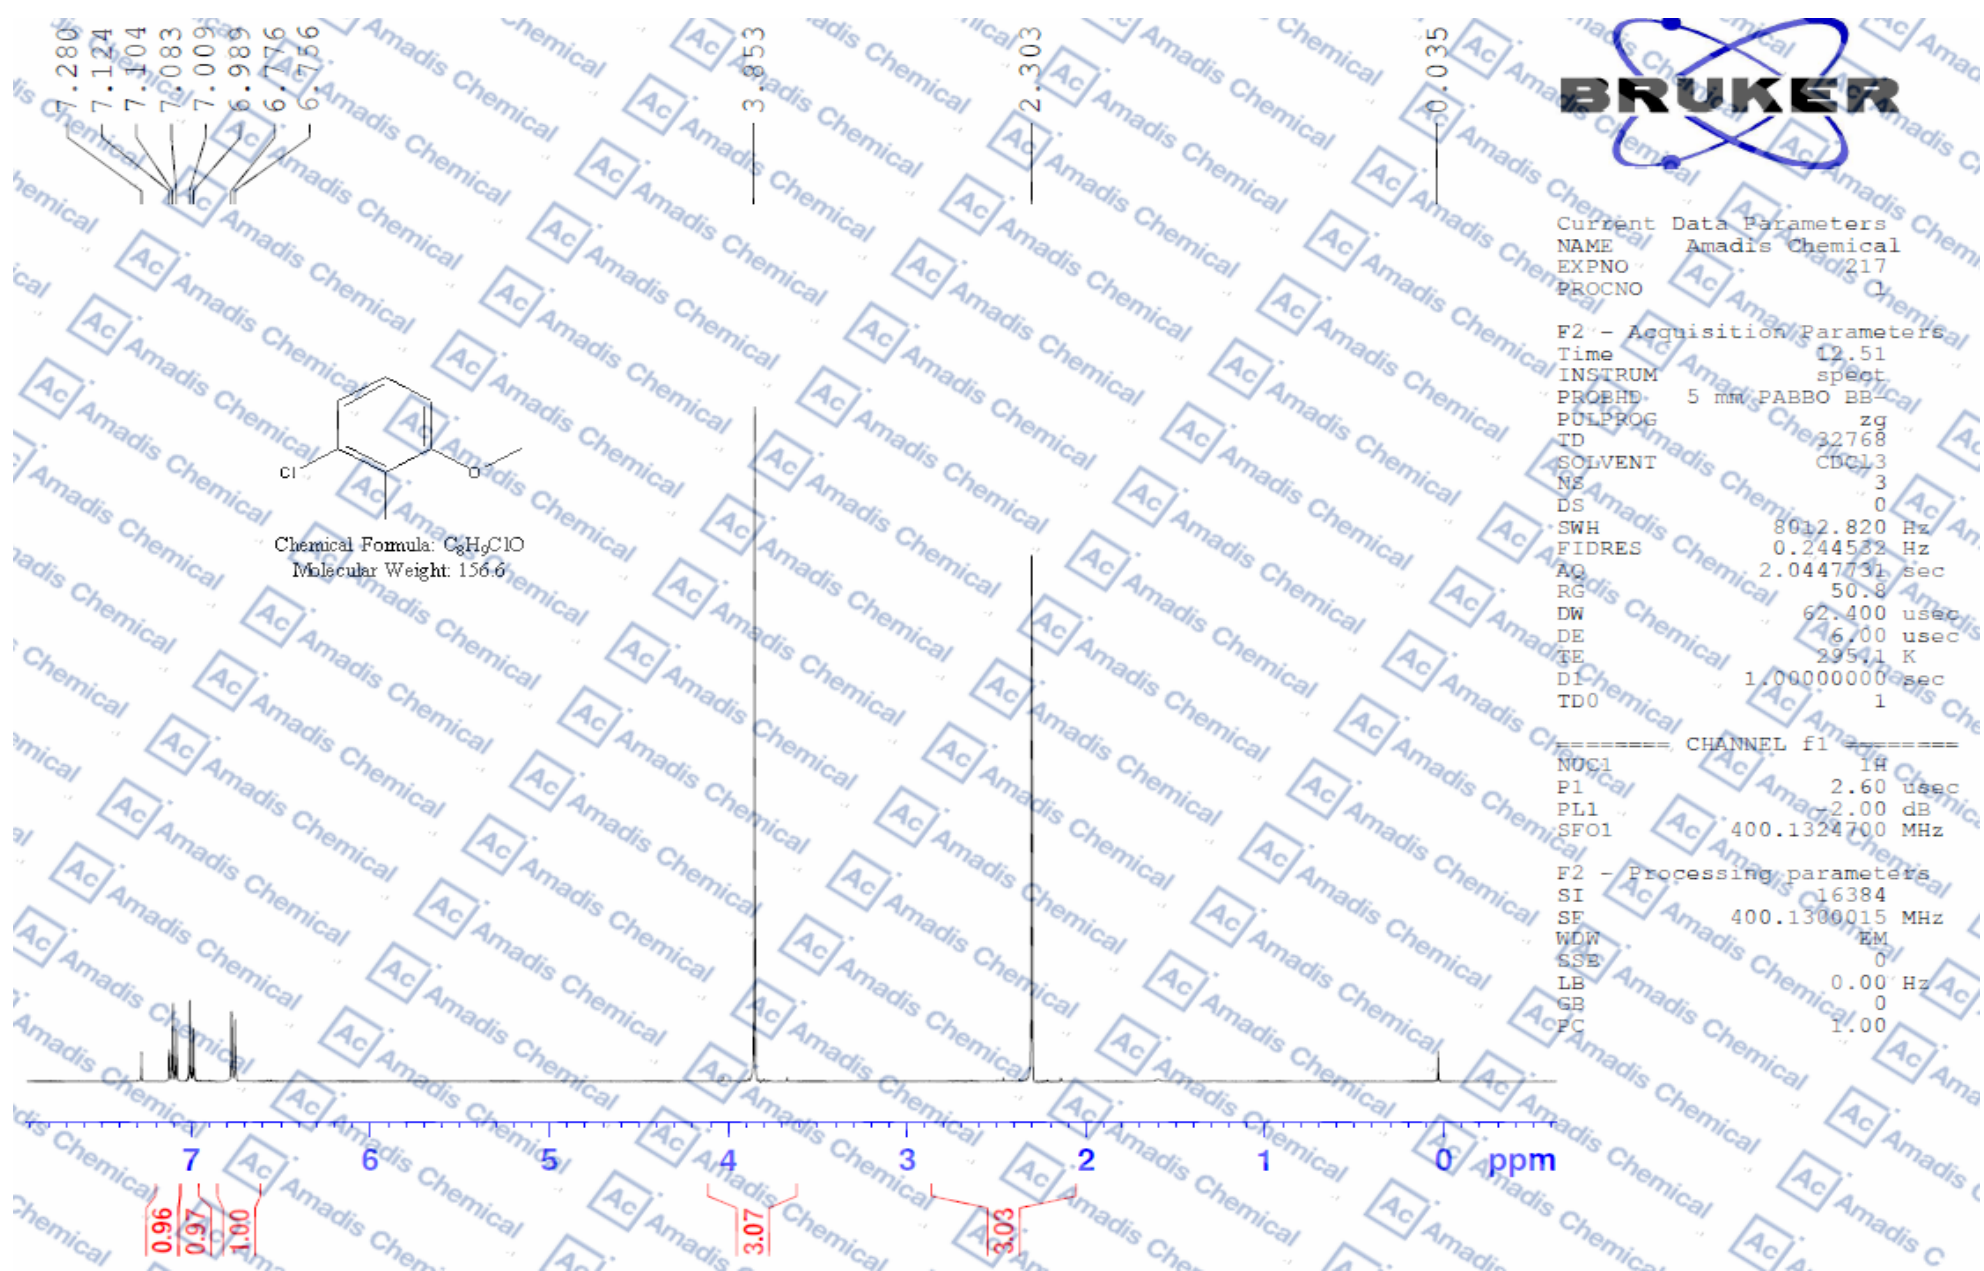 7.280
7.124
7.104
7.083
7.009
6.989
6.776
6.756
3.853
2.303
0.035
BRUKER
Current Data Parameters
NAME Amadis Chemical
EXPNO 217
PROCNO 1
F2 - Acquisition Parameters
Time 12.51
INSTRUM spect
PROBHD 5 mm PABBO BB-
PULPROG zg
TD 32768
SOLVENT CDCl3
NS 3
DS 0
SWH 8012.820 Hz
FIDRES 0.244532 Hz
AQ 2.0447731 sec
RG 50.8
DW 62.400 usec
DE 6.00 usec
TE 295.1 K
D1 1.00000000 sec
TD0 1
======== CHANNEL f1 ========
NUC1 1H
P1 2.60 usec
PL1 -2.00 dB
SFO1 400.1324700 MHz
F2 - Processing parameters
SI 16384
SF 400.1300015 MHz
WDW EM
SSB 0
LB 0.00 Hz
GB 0
PC 1.00
Cl
O
Chemical Formula: C₈H₉ClO
Molecular Weight: 156.6
7 6 5 4 3 2 1 0 ppm
0.96
0.97
1.00
3.07
3.03
Ac Amadis Chemical